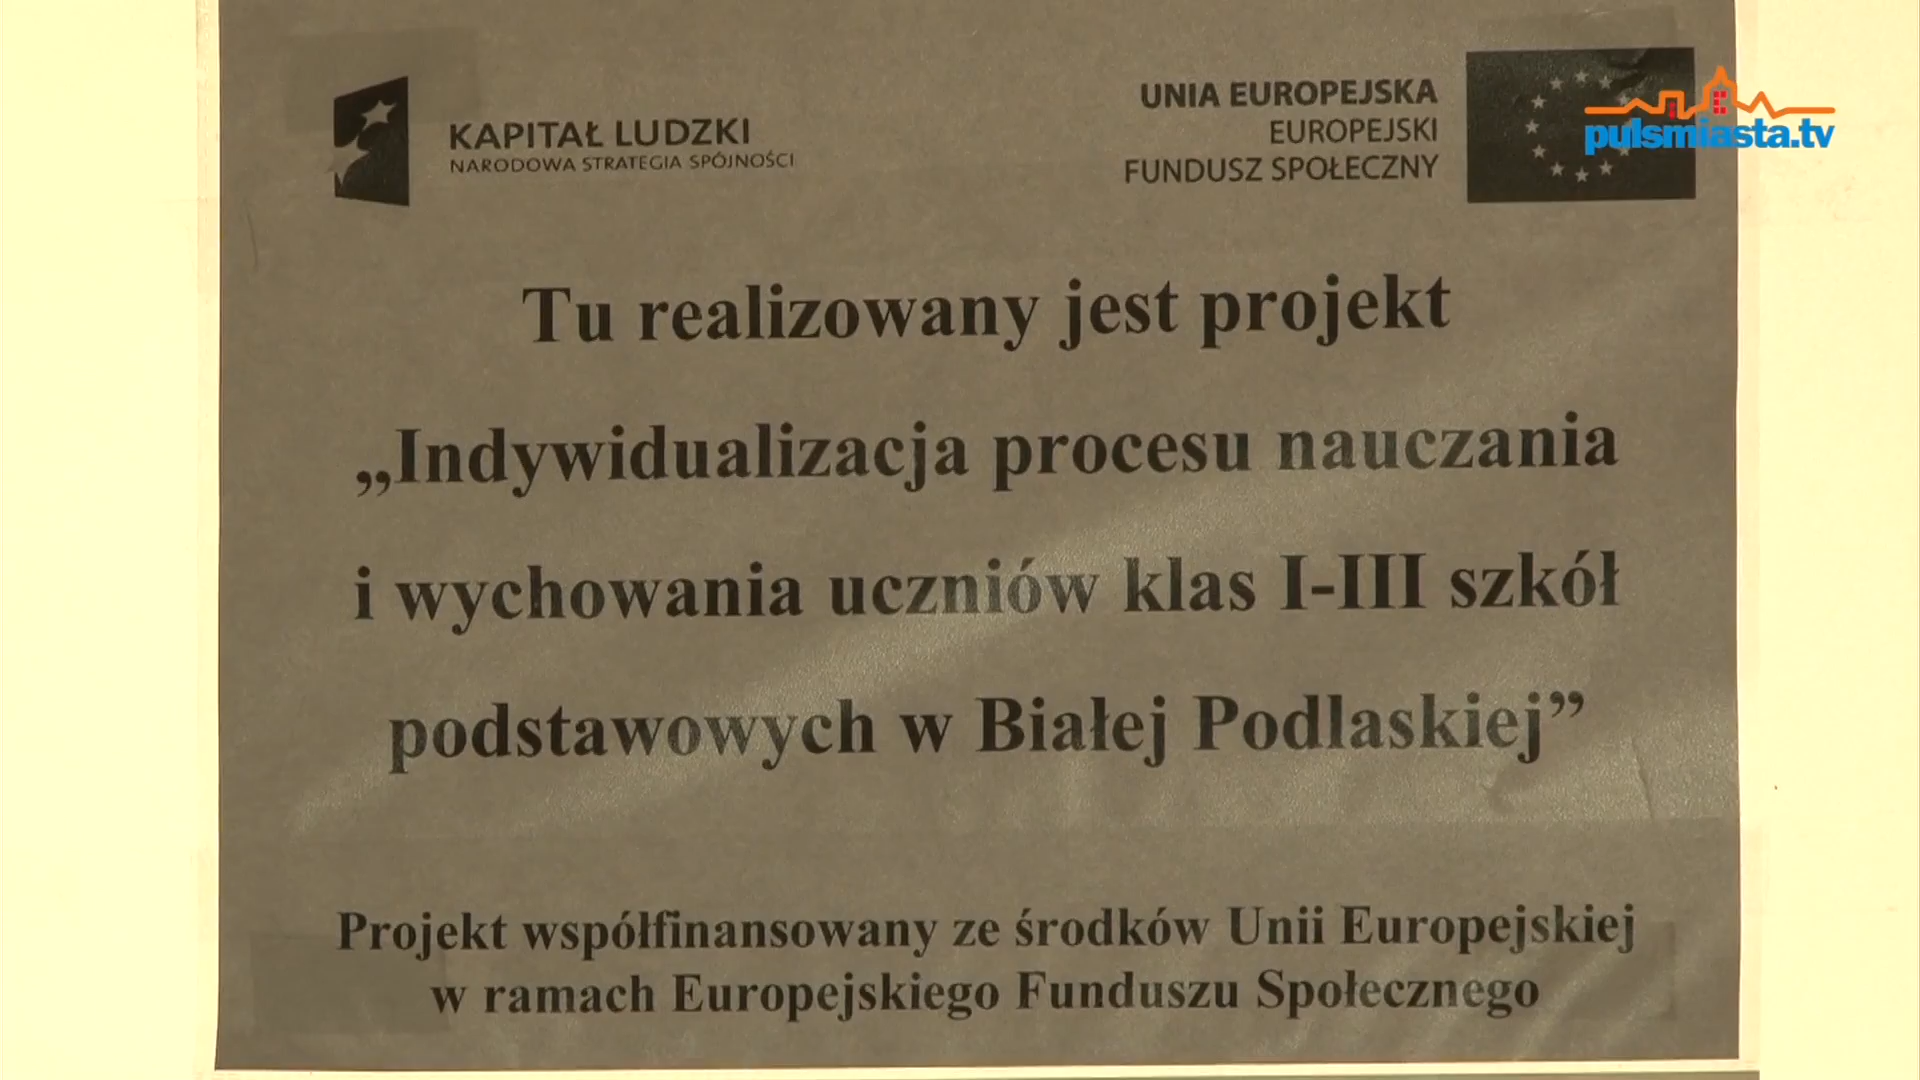 KAPITAŁ LUDZKI
NARODOWA STRATEGIA SPÓJNOŚCI
UNIA EUROPEJSKA
EUROPEJSKI
FUNDUSZ SPOŁECZNY
pulsmiasta.tv
Tu realizowany jest projekt
„Indywidualizacja procesu nauczania
i wychowania uczniów klas I-III szkół
podstawowych w Białej Podlaskiej”
Projekt współfinansowany ze środków Unii Europejskiej
w ramach Europejskiego Funduszu Społecznego